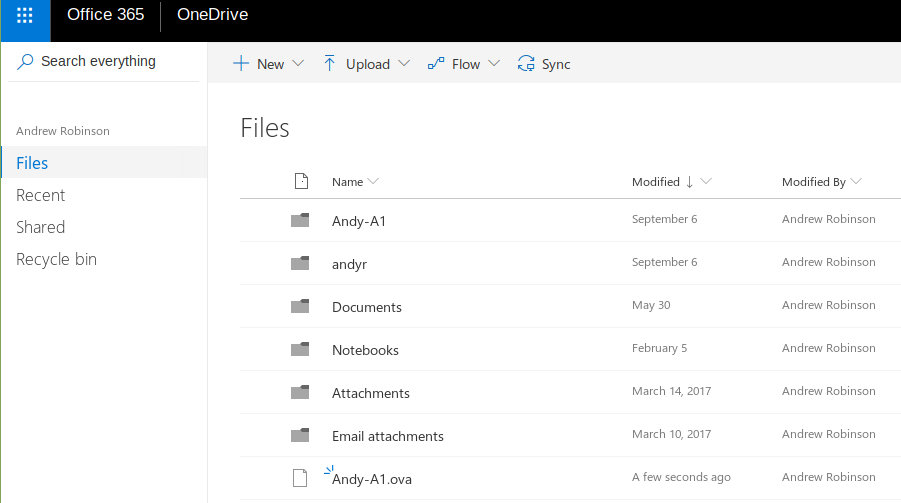 Office 365 OneDrive
Search everything
New Upload Flow Sync
Andrew Robinson
Files
Recent
Shared
Recycle bin
Files
Name Modified Modified By
Andy-A1 September 6 Andrew Robinson
andyr September 6 Andrew Robinson
Documents May 30 Andrew Robinson
Notebooks February 5 Andrew Robinson
Attachments March 14, 2017 Andrew Robinson
Email attachments March 10, 2017 Andrew Robinson
Andy-A1.ova A few seconds ago Andrew Robinson